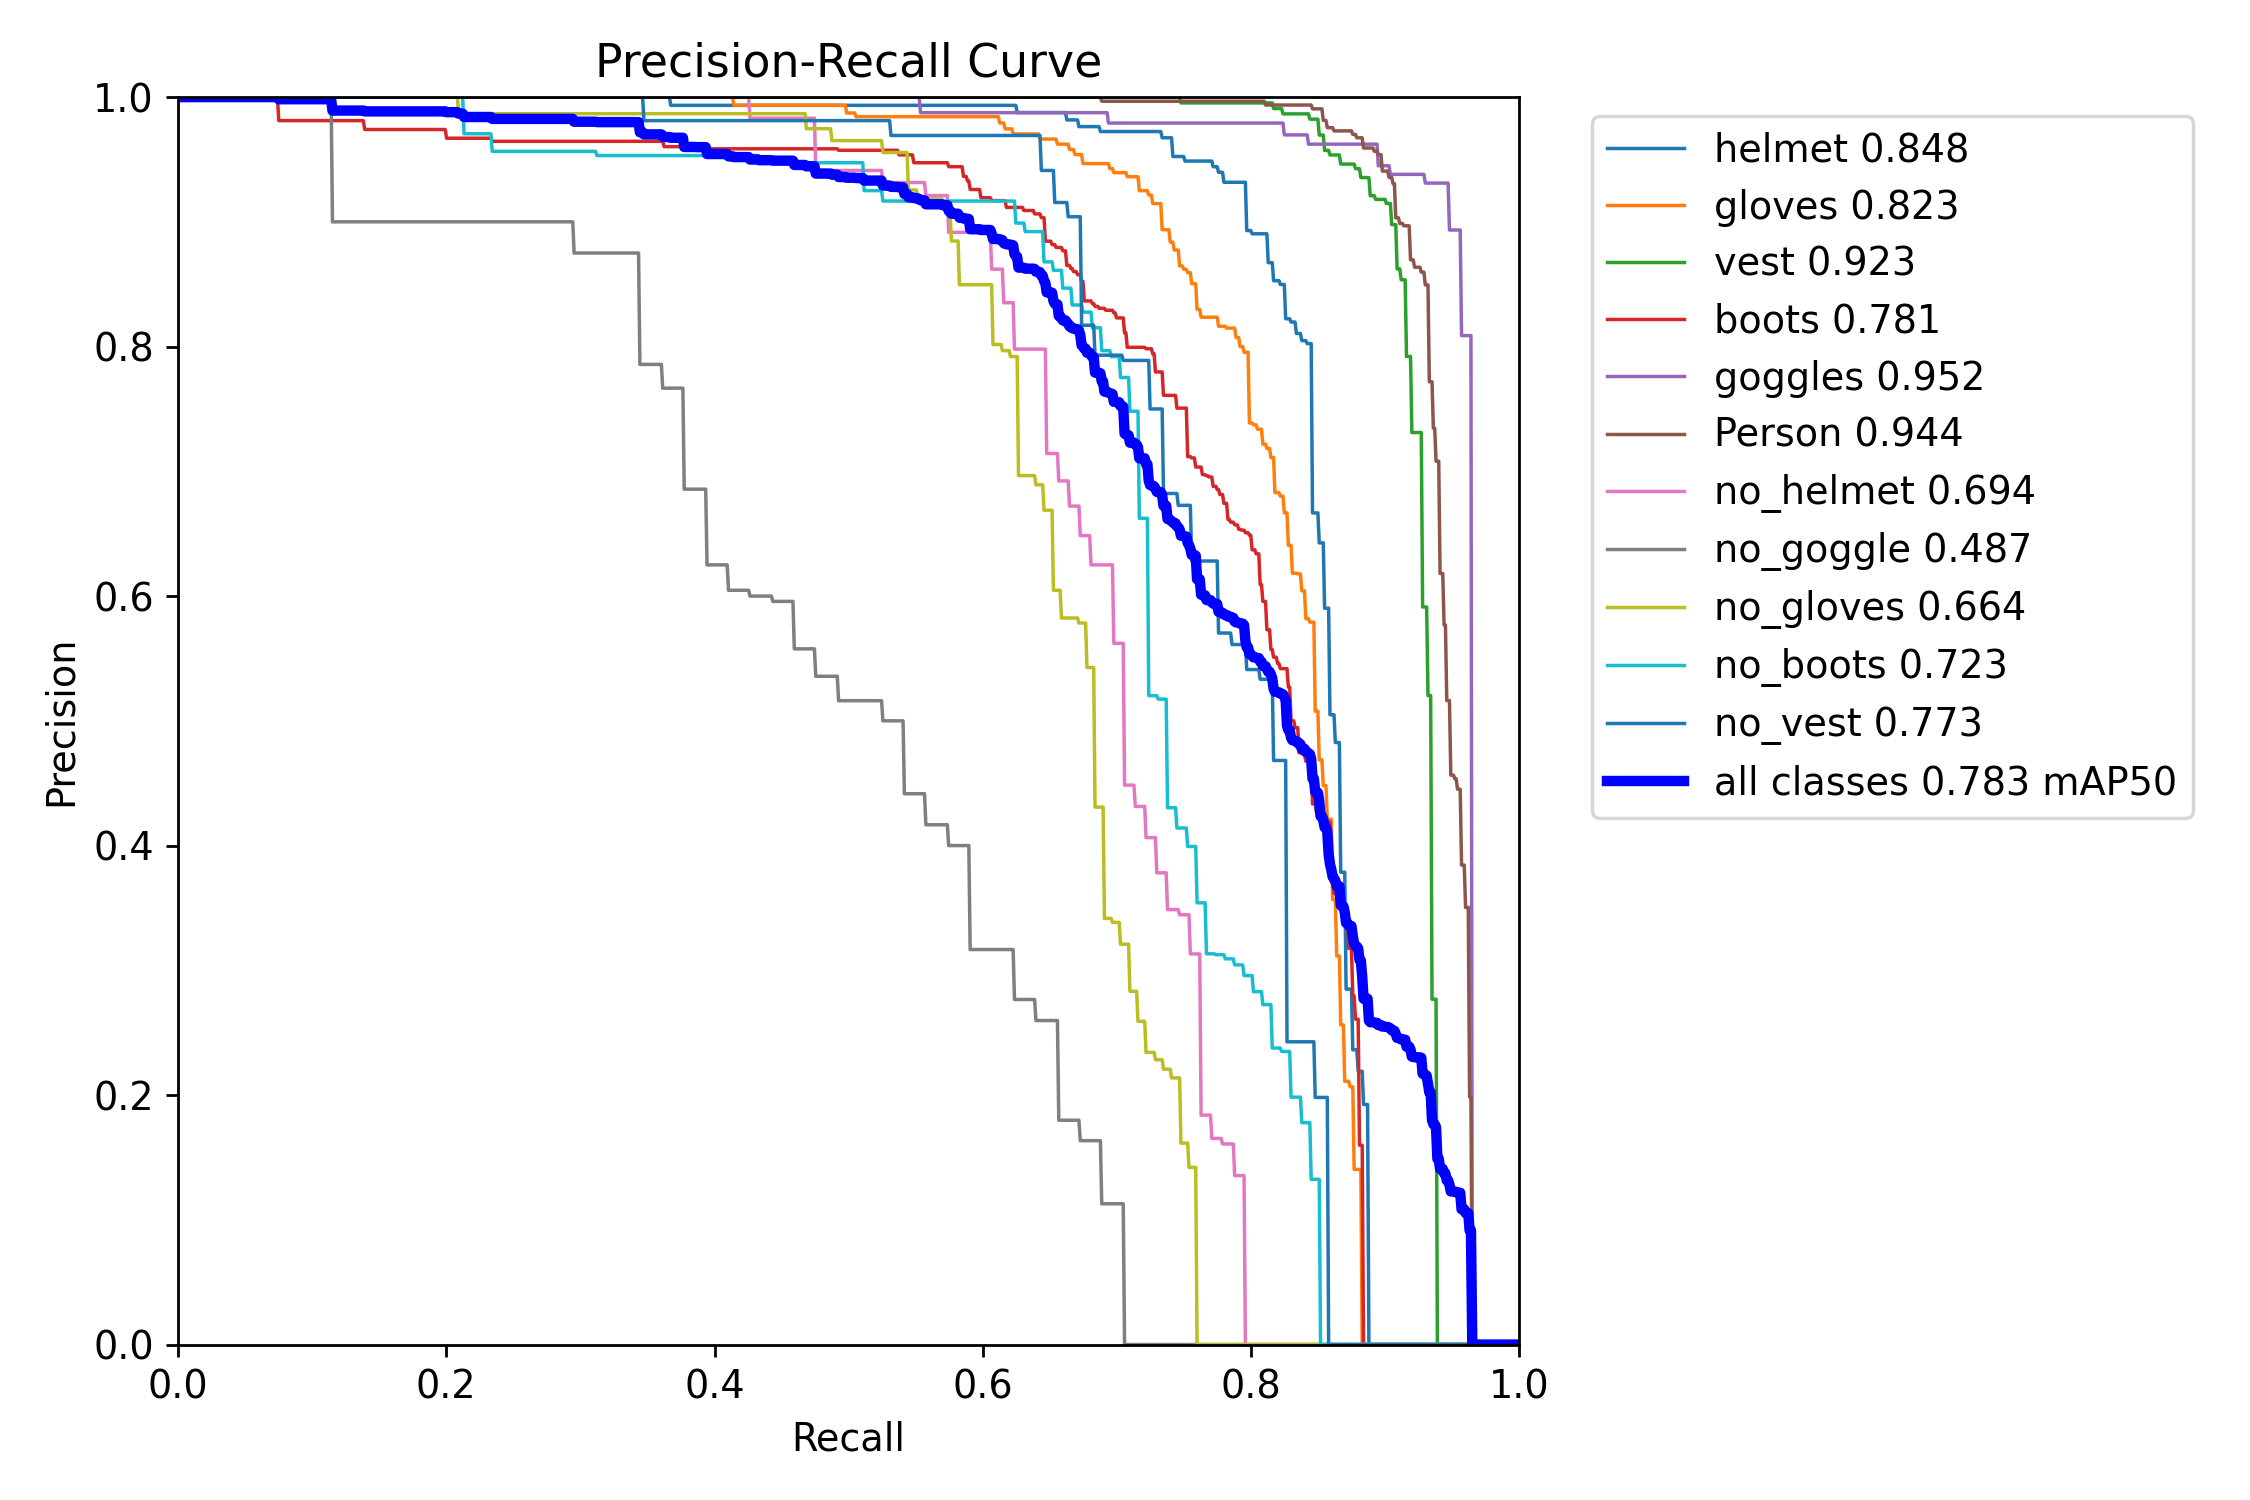 Precision-Recall Curve
1.0
0.8
0.6
0.4
0.2
0.0
Precision
0.0 0.2 0.4 0.6 0.8 1.0
Recall
helmet 0.848
gloves 0.823
vest 0.923
boots 0.781
goggles 0.952
Person 0.944
no_helmet 0.694
no_goggle 0.487
no_gloves 0.664
no_boots 0.723
no_vest 0.773
all classes 0.783 mAP50